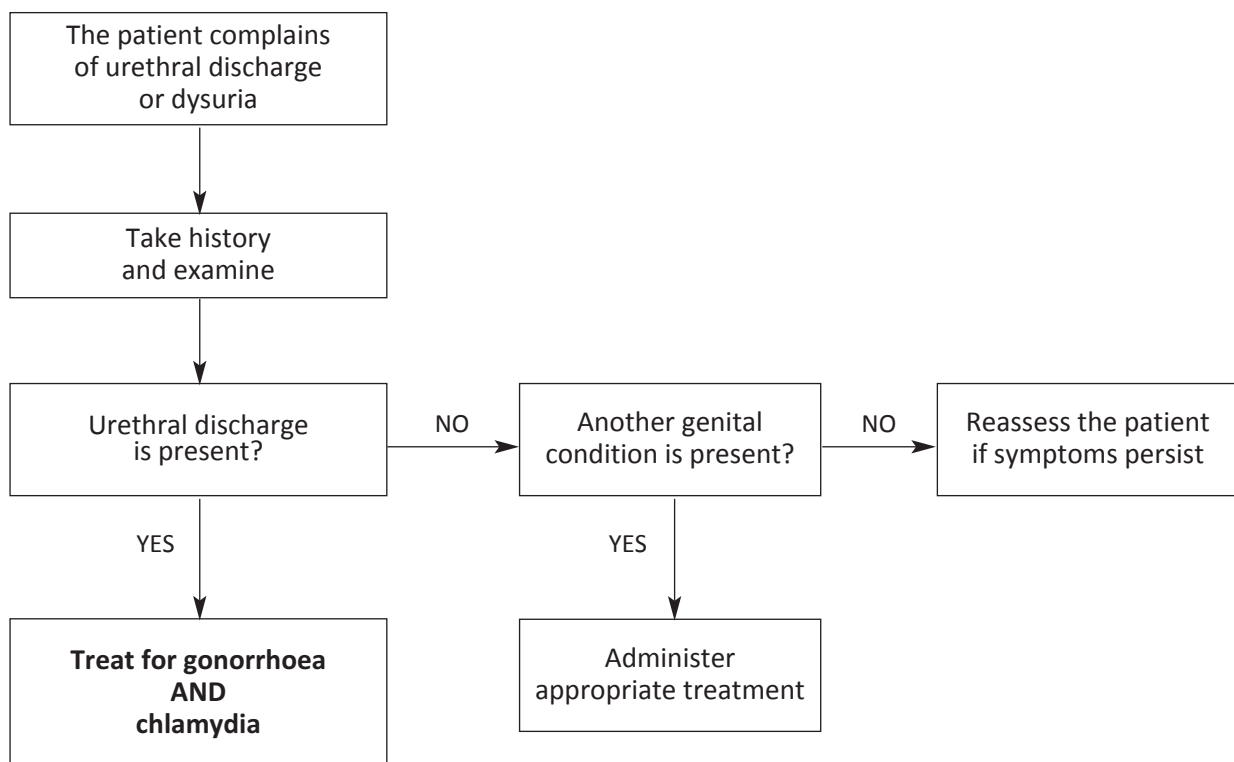 The patient complains
of urethral discharge
or dysuria
Take history
and examine
Urethral discharge
is present?
NO
Another genital
condition is present?
NO
Reassess the patient
if symptoms persist
YES
YES
Treat for gonorrhoea
AND
chlamydia
Administer
appropriate treatment